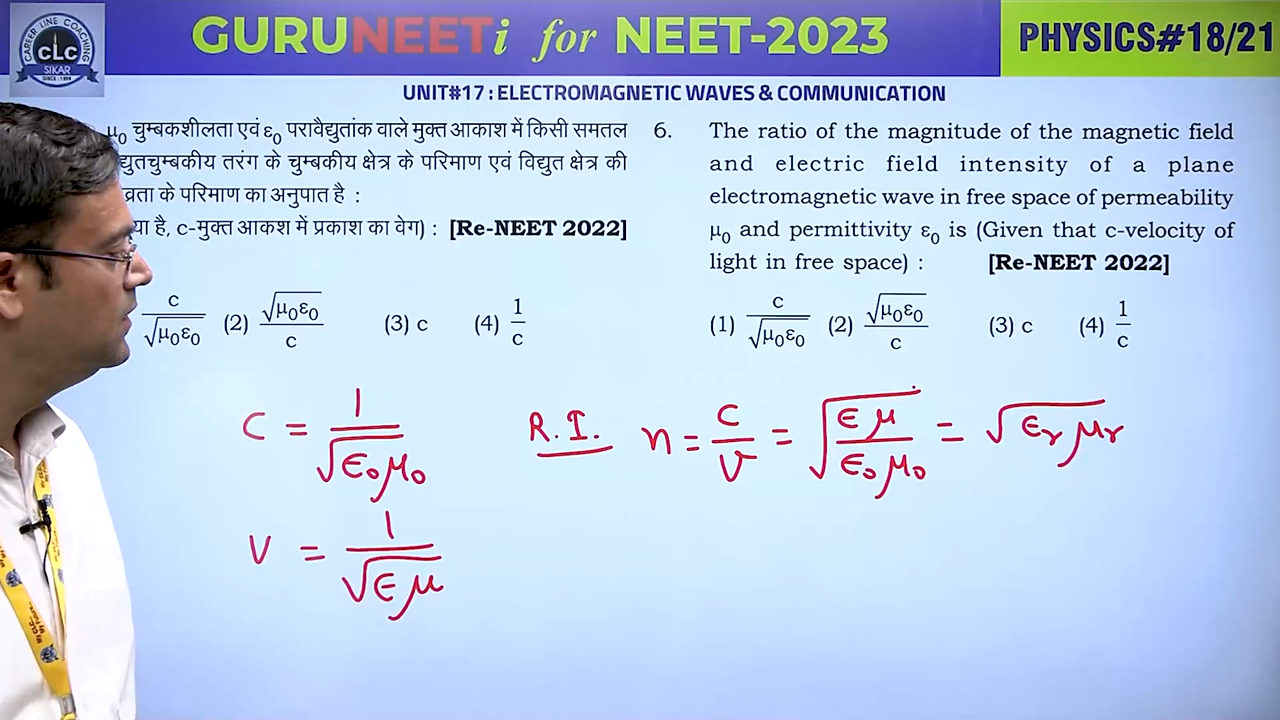 CAREER LINE COACHING
CLC
SIKAR
SINCE : 1996
GURUNEETi for NEET-2023
PHYSICS#18/21
UNIT#17 : ELECTROMAGNETIC WAVES & COMMUNICATION
μ₀ चुम्बकशीलता एवं ε₀ परावैद्युतांक वाले मुक्त आकाश में किसी समतल
द्युतचुम्बकीय तरंग के चुम्बकीय क्षेत्र के परिमाण एवं विद्युत क्षेत्र की
व्रता के परिमाण का अनुपात है :
या है, c-मुक्त आकश में प्रकाश का वेग) : [Re-NEET 2022]
c/√μ₀ε₀ (2) √μ₀ε₀/c (3) c (4) 1/c
6. The ratio of the magnitude of the magnetic field
and electric field intensity of a plane
electromagnetic wave in free space of permeability
μ₀ and permittivity ε₀ is (Given that c-velocity of
light in free space) : [Re-NEET 2022]
(1) c/√μ₀ε₀ (2) √μ₀ε₀/c (3) c (4) 1/c
C = 1/√ϵ₀μ₀
R.I. n = c/v = √ϵμ/ϵ₀μ₀ = √ϵᵣμᵣ
v = 1/√ϵμ